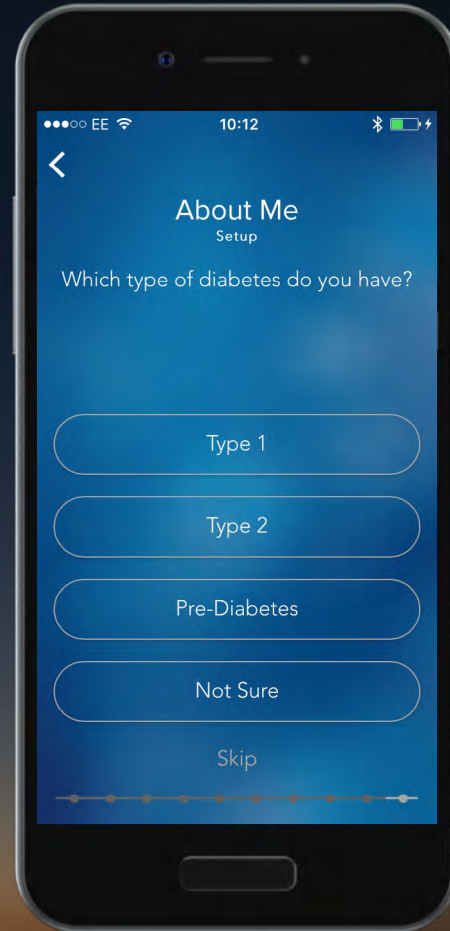 EE 10:12
About Me
Setup
Which type of diabetes do you have?
Type 1
Type 2
Pre-Diabetes
Not Sure
Skip